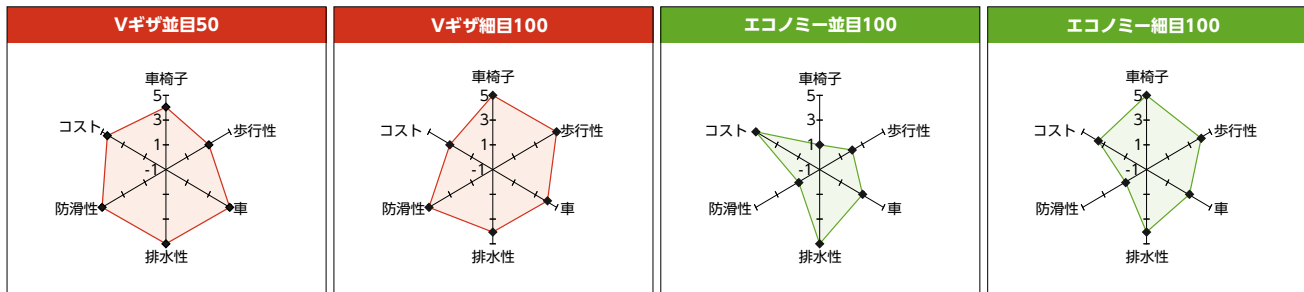 Vギザ並目50
車椅子
5
3
1
-1
コスト
歩行性
防滑性
車
排水性
Vギザ細目100
車椅子
5
3
1
-1
コスト
歩行性
防滑性
車
排水性
エコノミー並目100
車椅子
5
3
1
-1
コスト
歩行性
防滑性
車
排水性
エコノミー細目100
車椅子
5
3
1
-1
コスト
歩行性
防滑性
車
排水性